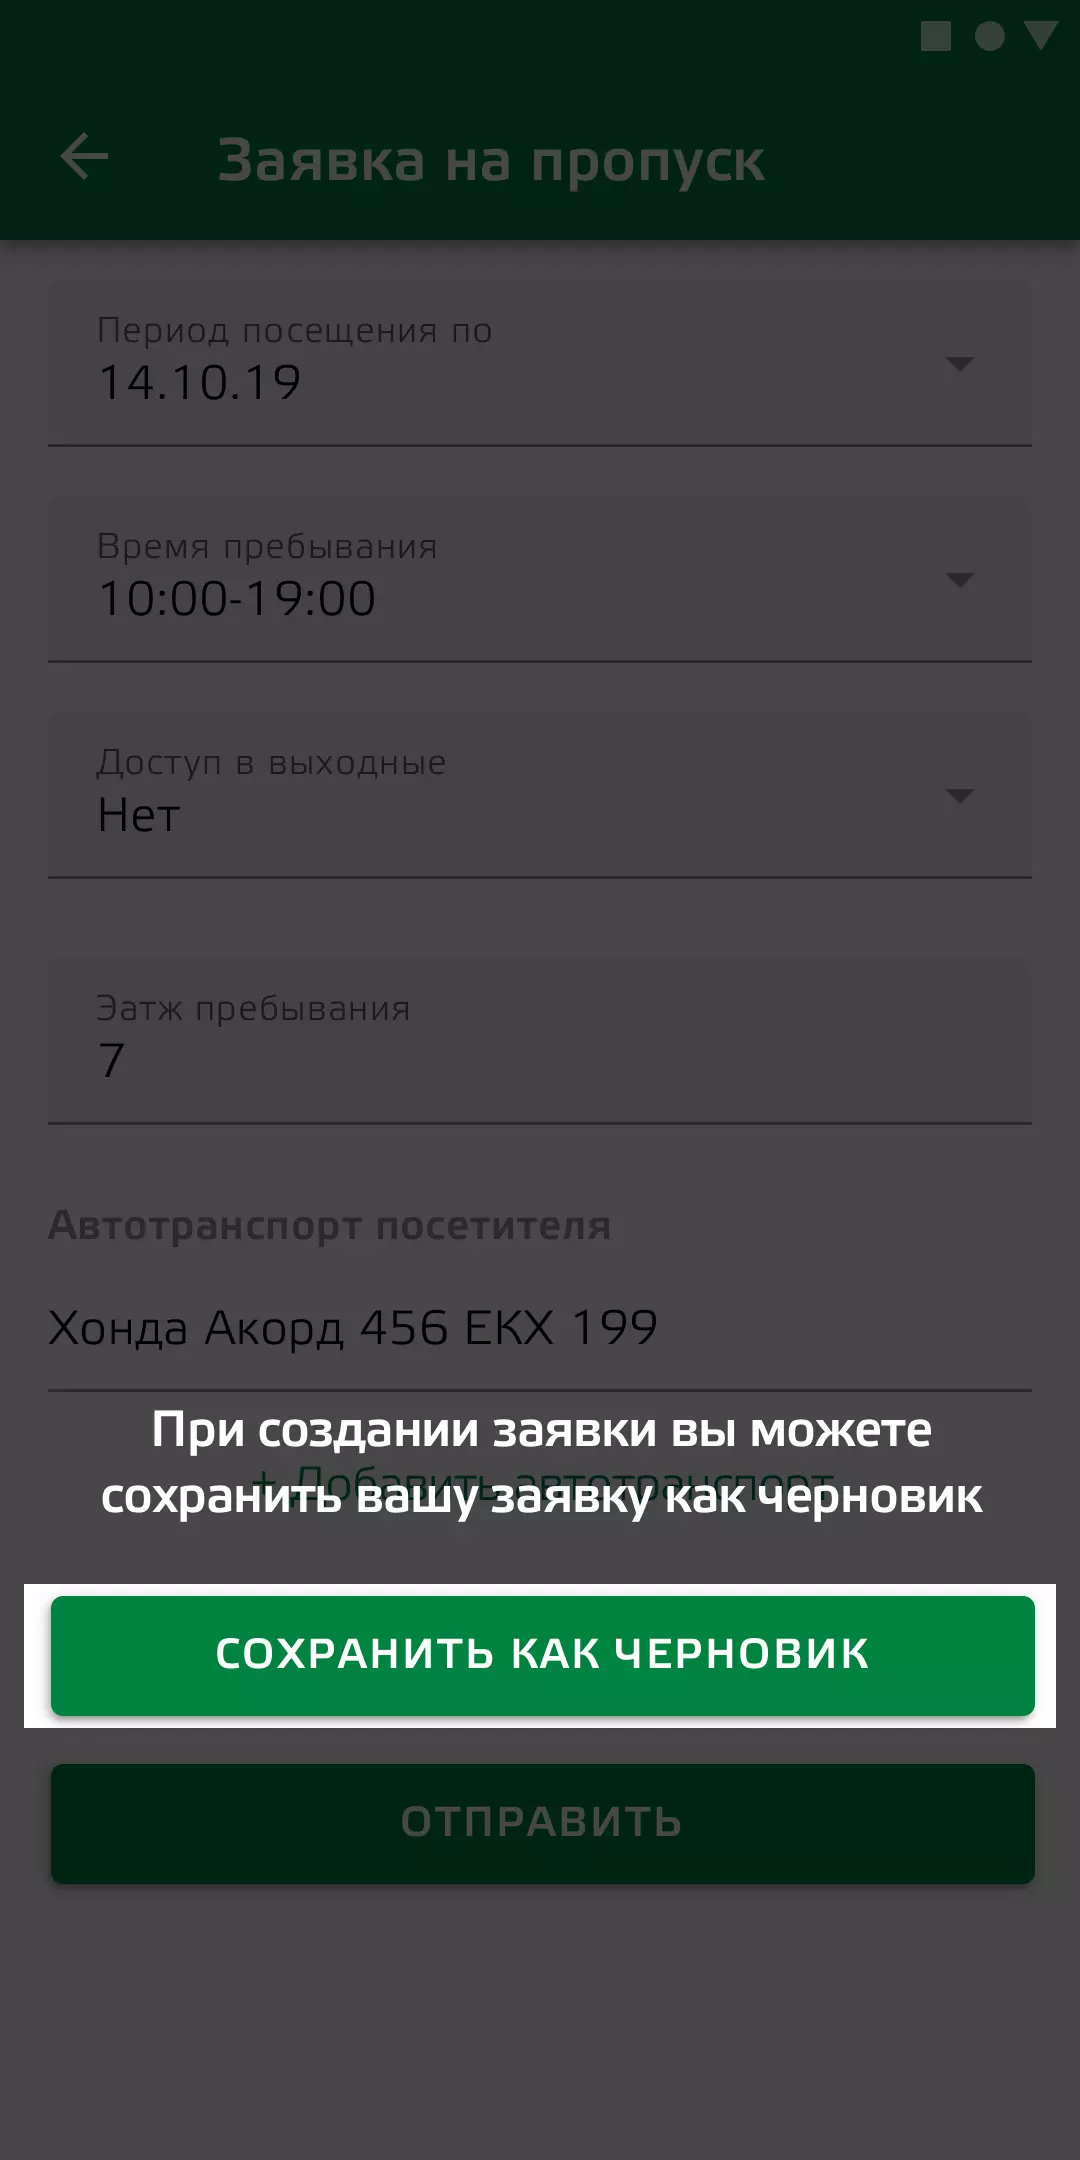 Заявка на пропуск
Период посещения по
14.10.19
Время пребывания
10:00-19:00
Доступ в выходные
Нет
Эатж пребывания
7
Автотранспорт посетителя
Хонда Акорд 456 ЕКХ 199
При создании заявки вы можете
+ Добавить автотранспорт
сохранить вашу заявку как черновик
СОХРАНИТЬ КАК ЧЕРНОВИК
ОТПРАВИТЬ